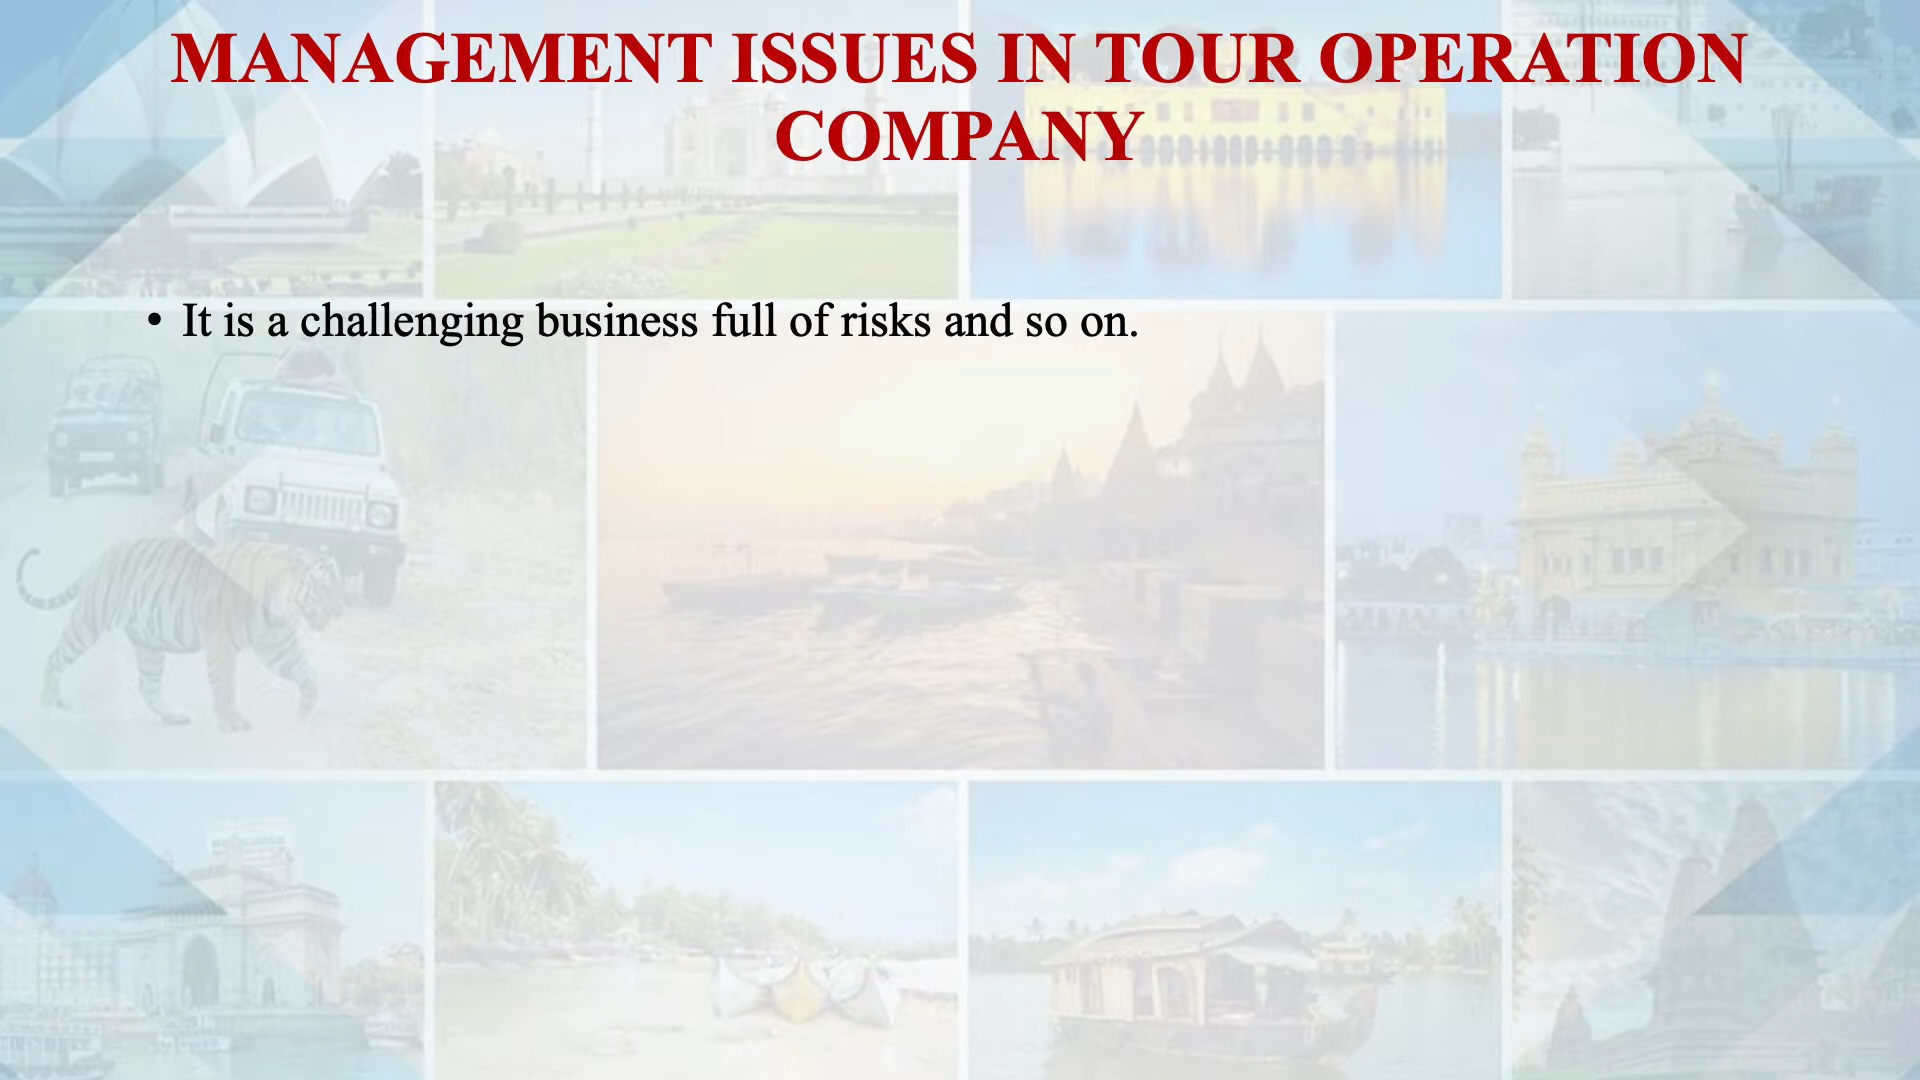 MANAGEMENT ISSUES IN TOUR OPERATION
COMPANY
• It is a challenging business full of risks and so on.